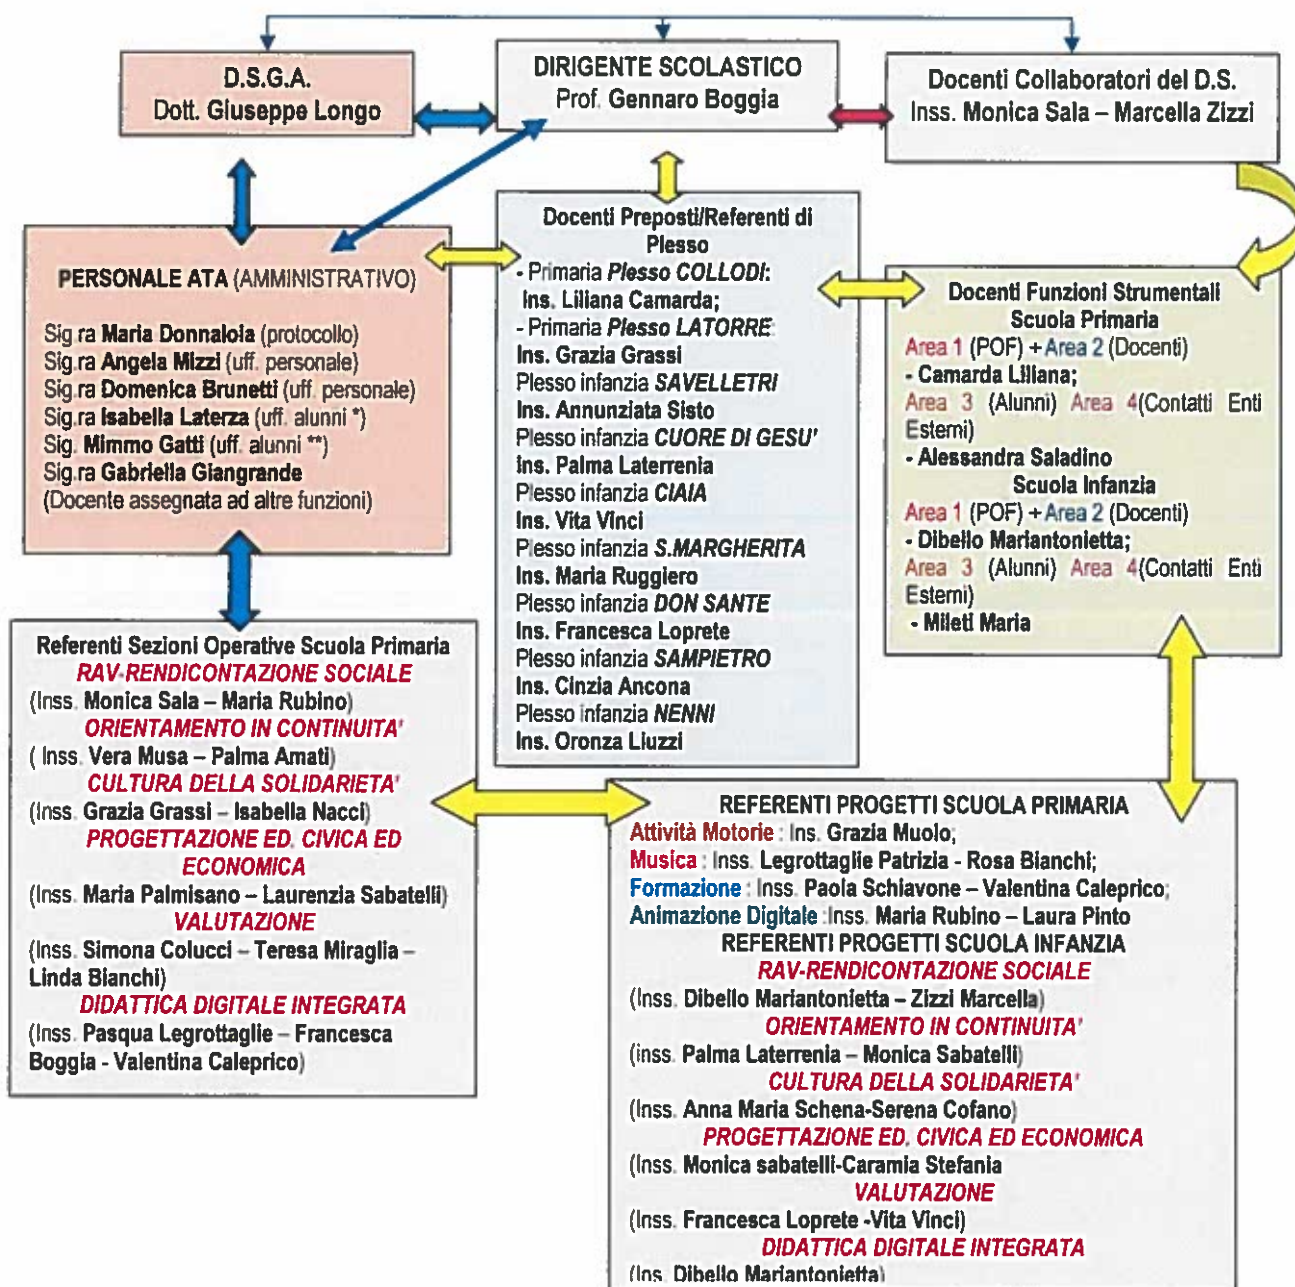 D.S.G.A.
Dott. Giuseppe Longo
DIRIGENTE SCOLASTICO
Prof. Gennaro Boggia
Docenti Collaboratori del D.S.
Inss. Monica Sala – Marcella Zizzi
PERSONALE ATA (AMMINISTRATIVO)
Sig.ra Maria Donnaloia (protocollo)
Sig.ra Angela Mizzi (uff. personale)
Sig.ra Domenica Brunetti (uff. personale)
Sig.ra Isabella Laterza (uff. alunni *)
Sig. Mimmo Gatti (uff. alunni **)
Sig.ra Gabriella Giangrande
(Docente assegnata ad altre funzioni)
Docenti Preposti/Referenti di
Plesso
- Primaria Plesso COLLODI:
Ins. Liliana Camarda;
- Primaria Plesso LATORRE
Ins. Grazia Grassi
Plesso infanzia SAVELLETRI
Ins. Annunziata Sisto
Plesso infanzia CUORE DI GESU'
Ins. Palma Laterrenia
Plesso infanzia CIAIA
Ins. Vita Vinci
Plesso infanzia S.MARGHERITA
Ins. Maria Ruggiero
Plesso infanzia DON SANTE
Ins. Francesca Loprete
Plesso infanzia SAMPIETRO
Ins. Cinzia Ancona
Plesso infanzia NENNI
Ins. Oronza Liuzzi
Docenti Funzioni Strumentali
Scuola Primaria
Area 1 (POF) + Area 2 (Docenti)
- Camarda Liliana;
Area 3 (Alunni) Area 4(Contatti Enti
Esterni)
- Alessandra Saladino
Scuola Infanzia
Area 1 (POF) + Area 2 (Docenti)
- Dibello Mariantonietta;
Area 3 (Alunni) Area 4(Contatti Enti
Esterni)
- Mileti Maria
Referenti Sezioni Operative Scuola Primaria
RAV-RENDICONTAZIONE SOCIALE
(Inss. Monica Sala – Maria Rubino)
ORIENTAMENTO IN CONTINUITA'
( Inss. Vera Musa – Palma Amati)
CULTURA DELLA SOLIDARIETA'
(Inss. Grazia Grassi – Isabella Nacci)
PROGETTAZIONE ED. CIVICA ED
ECONOMICA
(Inss. Maria Palmisano – Laurenzia Sabatelli)
VALUTAZIONE
(Inss. Simona Colucci – Teresa Miraglia –
Linda Bianchi)
DIDATTICA DIGITALE INTEGRATA
(Inss. Pasqua Legrottaglie – Francesca
Boggia - Valentina Caleprico)
REFERENTI PROGETTI SCUOLA PRIMARIA
Attività Motorie : Ins. Grazia Muolo;
Musica : Inss. Legrottaglie Patrizia - Rosa Bianchi;
Formazione : Inss. Paola Schiavone – Valentina Caleprico;
Animazione Digitale :Inss. Maria Rubino – Laura Pinto
REFERENTI PROGETTI SCUOLA INFANZIA
RAV-RENDICONTAZIONE SOCIALE
(Inss. Dibello Mariantonietta – Zizzi Marcella)
ORIENTAMENTO IN CONTINUITA'
(inss. Palma Laterrenia – Monica Sabatelli)
CULTURA DELLA SOLIDARIETA'
(Inss. Anna Maria Schena-Serena Cofano)
PROGETTAZIONE ED. CIVICA ED ECONOMICA
(Inss. Monica sabatelli-Caramia Stefania
VALUTAZIONE
(Inss. Francesca Loprete -Vita Vinci)
DIDATTICA DIGITALE INTEGRATA
(Ins. Dibello Mariantonietta)